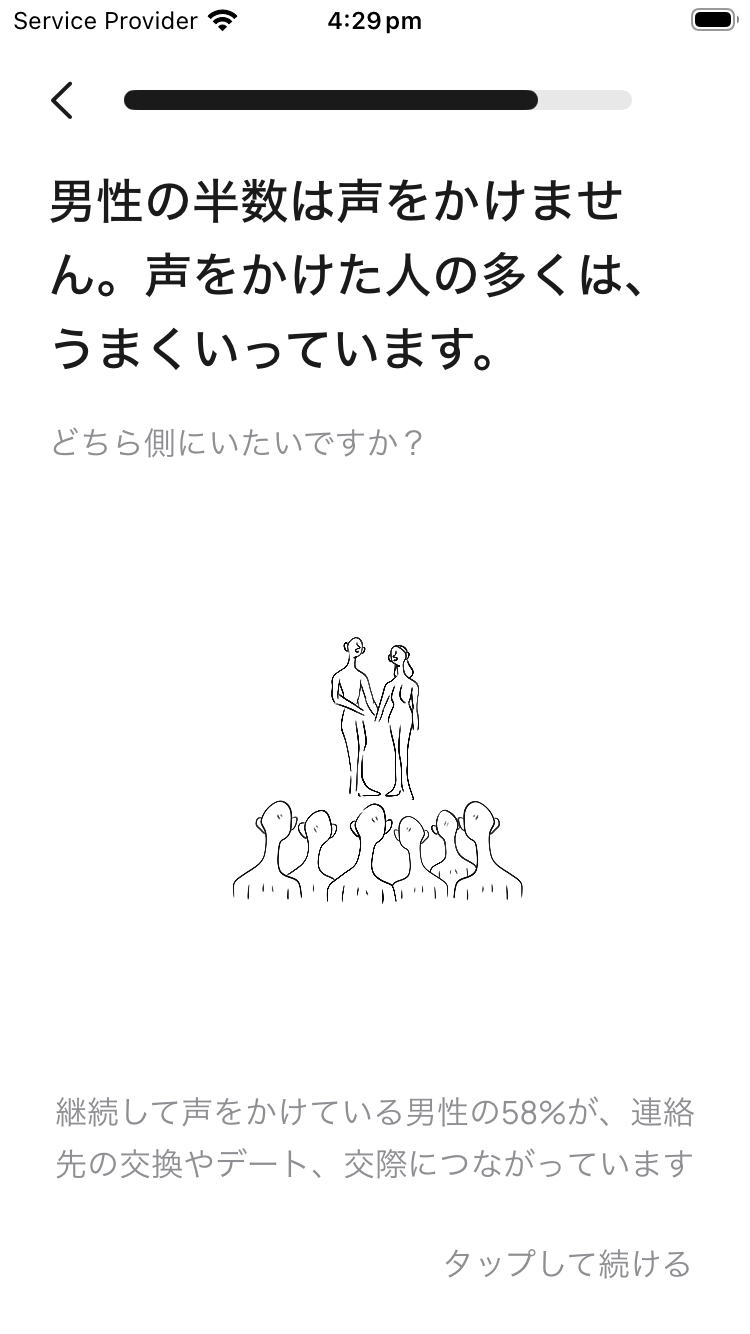 Service Provider 4:29 pm
男性の半数は声をかけませ
ん。声をかけた人の多くは、
うまくいっています。
どちら側にいたいですか？
継続して声をかけている男性の58%が、連絡
先の交換やデート、交際につながっています
タップして続ける